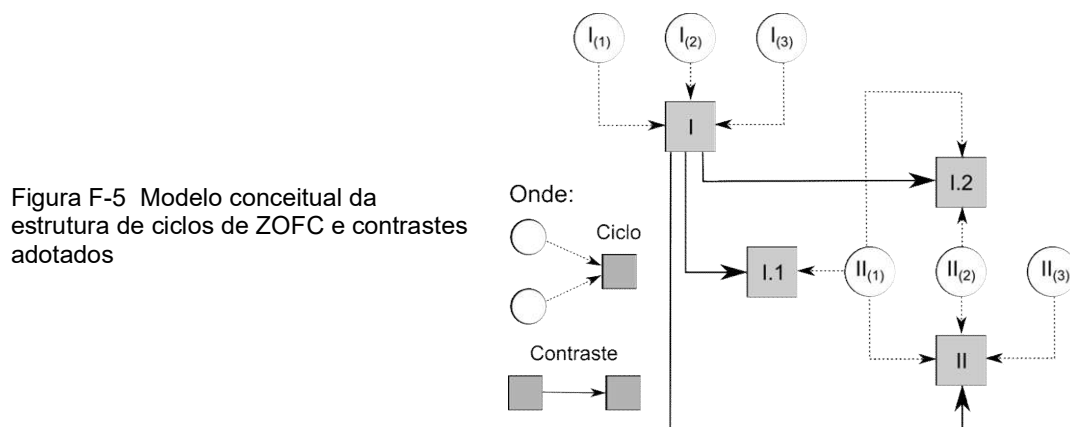 I(1) I(2) I(3)
I
I.2
Figura F-5 Modelo conceitual da
estrutura de ciclos de ZOFC e contrastes
adotados
Onde:
Ciclo
I.1
II(1) II(2) II(3)
II
Contraste